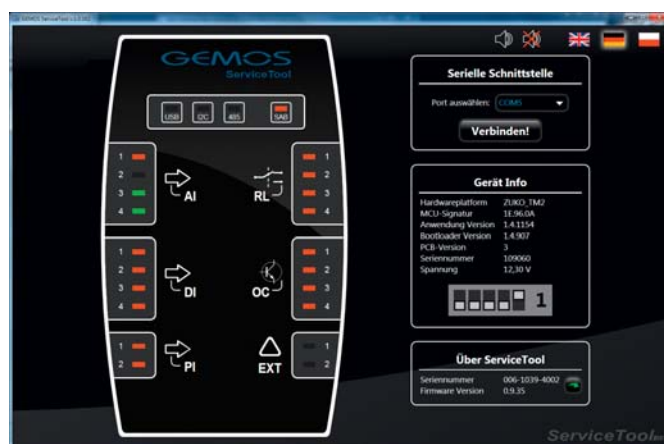 GEMOS
ServiceTool
USB I2C 485 SAB
1
2
3
4
AI
RL
1
2
3
4
1
2
3
4
DI
OC
1
2
3
4
1
2
PI
EXT
1
2
Serielle Schnittstelle
Port auswählen: COM5
Verbinden!
Gerät Info
Hardwareplatform ZUKO_TM2
MCU-Signatur 1E.96.0A
Anwendung Version 1.4.1154
Bootloader Version 1.4.907
PCB-Version 3
Seriennummer 109060
Spannung 12,30 V
1
Über ServiceTool
Seriennummer 006-1039-4002
Firmware Version 0.9.35
ServiceTool